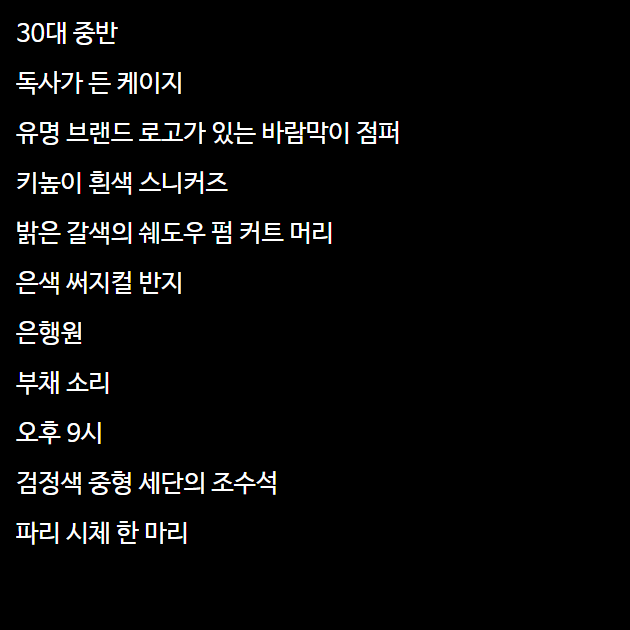 30대 중반
독사가 든 케이지
유명 브랜드 로고가 있는 바람막이 점퍼
키높이 흰색 스니커즈
밝은 갈색의 쉐도우 펌 커트 머리
은색 써지컬 반지
은행원
부채 소리
오후 9시
검정색 중형 세단의 조수석
파리 시체 한 마리